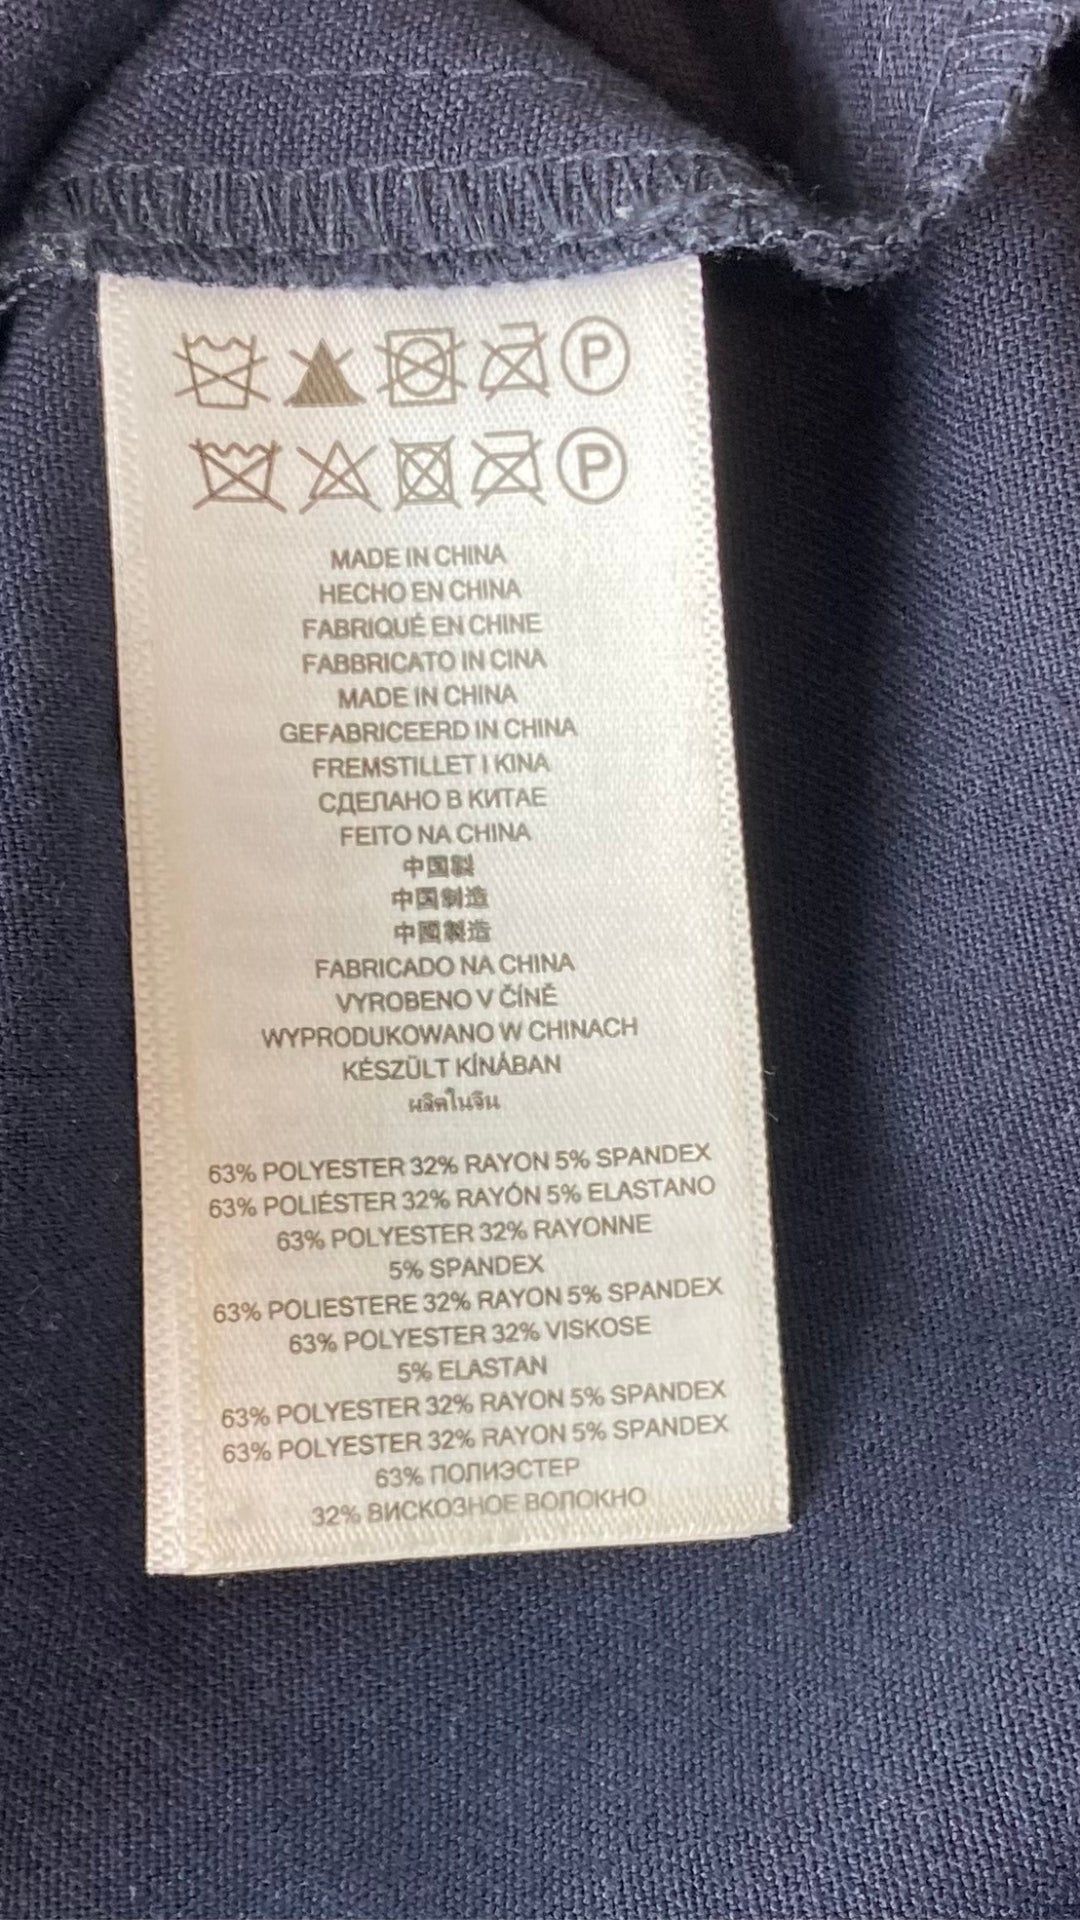 P
P
MADE IN CHINA
HECHO EN CHINA
FABRIQUÉ EN CHINE
FABBRICATO IN CINA
MADE IN CHINA
GEFABRICEERD IN CHINA
FREMSTILLET I KINA
СДЕЛАНО В КИТАЕ
FEITO NA CHINA
中国製
中国制造
中國製造
FABRICADO NA CHINA
VYROBENO V ČÍNĚ
WYPRODUKOWANO W CHINACH
KÉSZÜLT KÍNÁBAN
ผลิตในจีน
63% POLYESTER 32% RAYON 5% SPANDEX
63% POLIÉSTER 32% RAYÓN 5% ELASTANO
63% POLYESTER 32% RAYONNE
5% SPANDEX
63% POLIESTERE 32% RAYON 5% SPANDEX
63% POLYESTER 32% VISKOSE
5% ELASTAN
63% POLYESTER 32% RAYON 5% SPANDEX
63% POLYESTER 32% RAYON 5% SPANDEX
63% ПОЛИЭСТЕР
32% ВИСКОЗНОЕ ВОЛОКНО